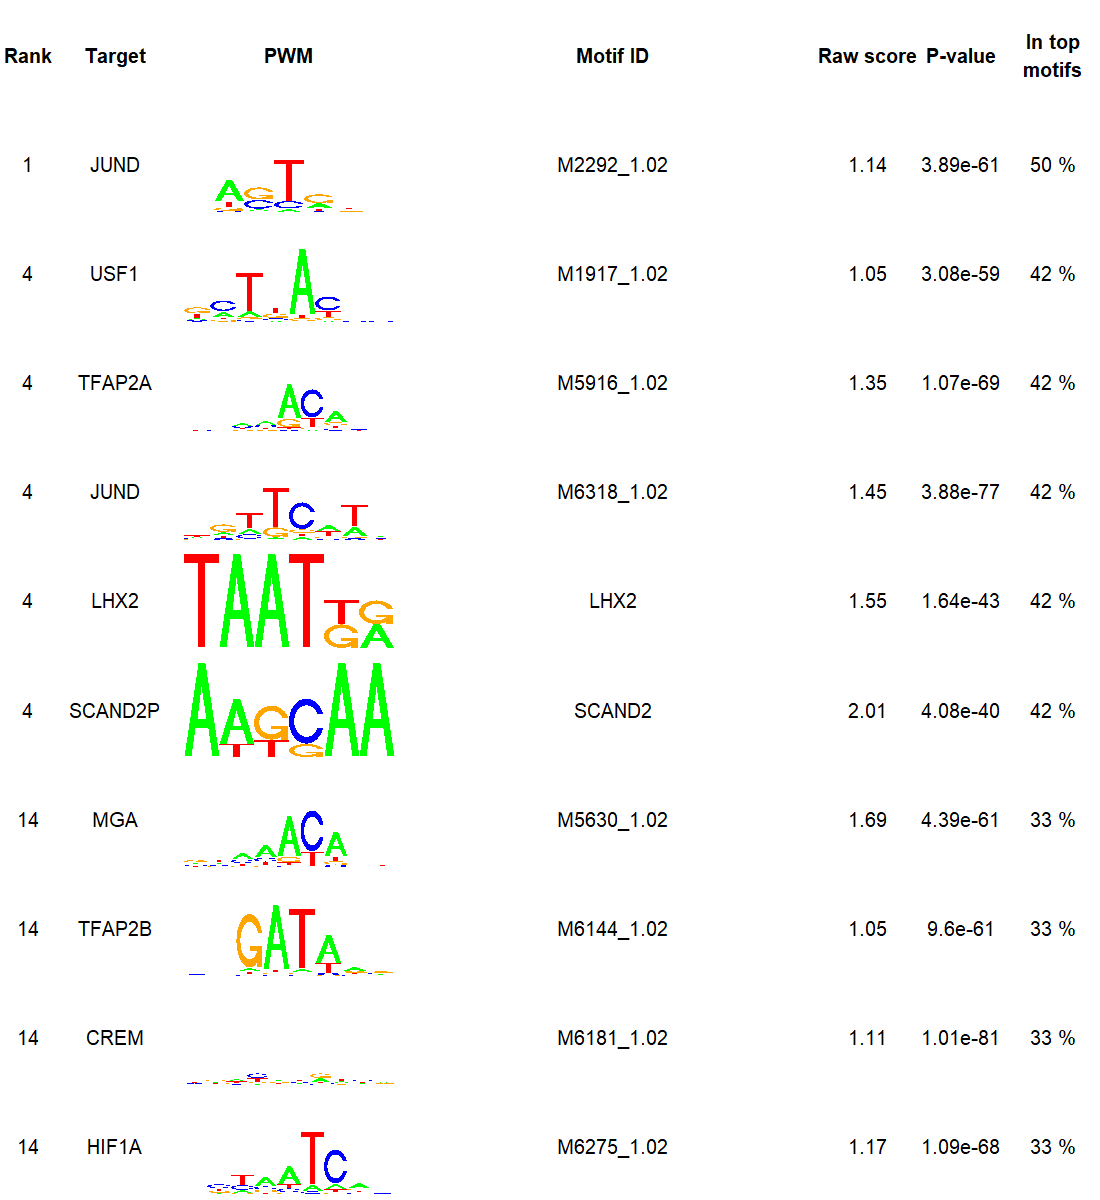 Rank Target PWM Motif ID Raw score P-value In top motifs
1 JUND M2292_1.02 1.14 3.89e-61 50 %
4 USF1 M1917_1.02 1.05 3.08e-59 42 %
4 TFAP2A M5916_1.02 1.35 1.07e-69 42 %
4 JUND M6318_1.02 1.45 3.88e-77 42 %
4 LHX2 LHX2 1.55 1.64e-43 42 %
4 SCAND2P SCAND2 2.01 4.08e-40 42 %
14 MGA M5630_1.02 1.69 4.39e-61 33 %
14 TFAP2B M6144_1.02 1.05 9.6e-61 33 %
14 CREM M6181_1.02 1.11 1.01e-81 33 %
14 HIF1A M6275_1.02 1.17 1.09e-68 33 %